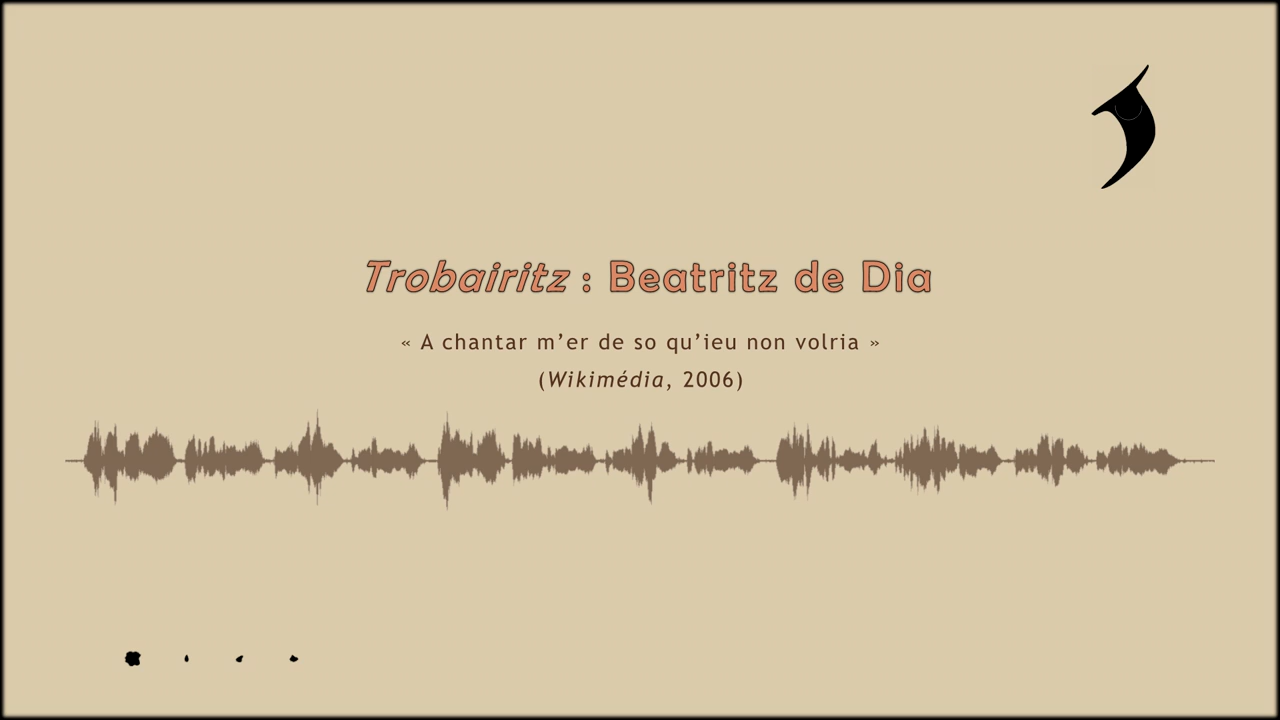 Trobairitz : Beatritz de Dia
« A chantar m’er de so qu’ieu non volria »
(Wikimédia, 2006)